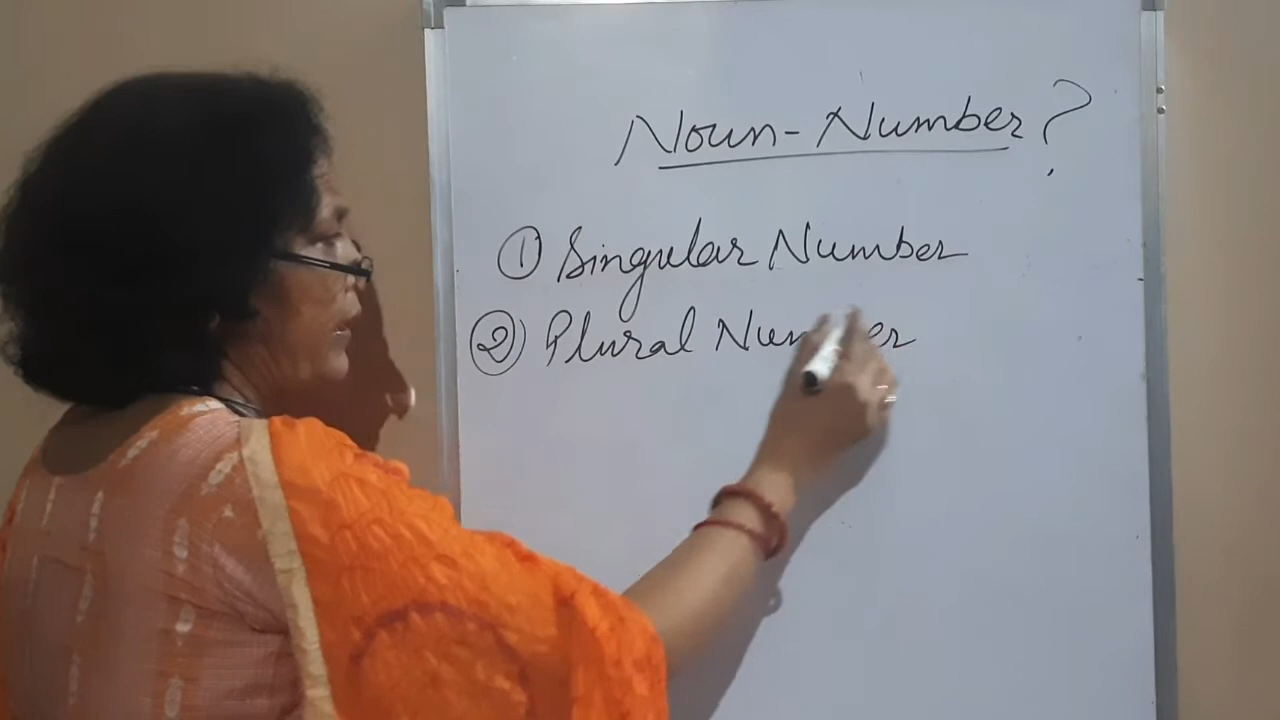 Noun-Number?
① Singular Number
② Plural Number